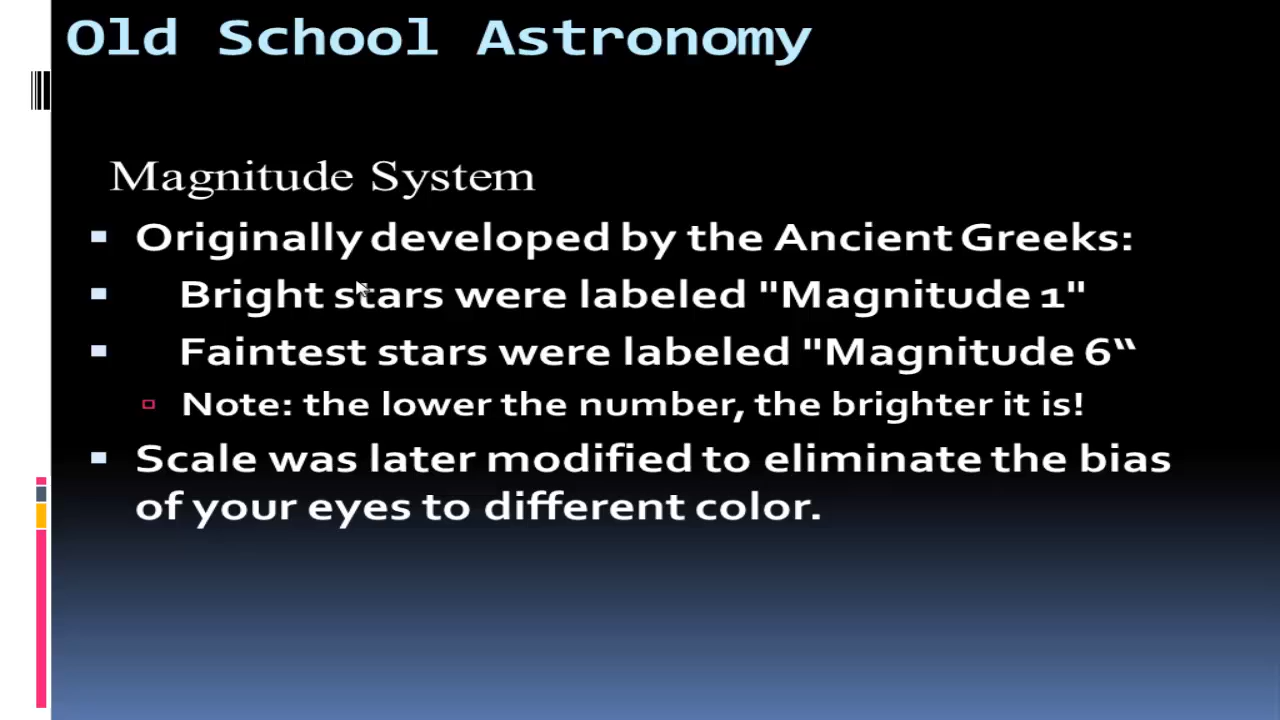 Old School Astronomy
Magnitude System
Originally developed by the Ancient Greeks:
Bright stars were labeled "Magnitude 1"
Faintest stars were labeled "Magnitude 6“
Note: the lower the number, the brighter it is!
Scale was later modified to eliminate the bias
of your eyes to different color.